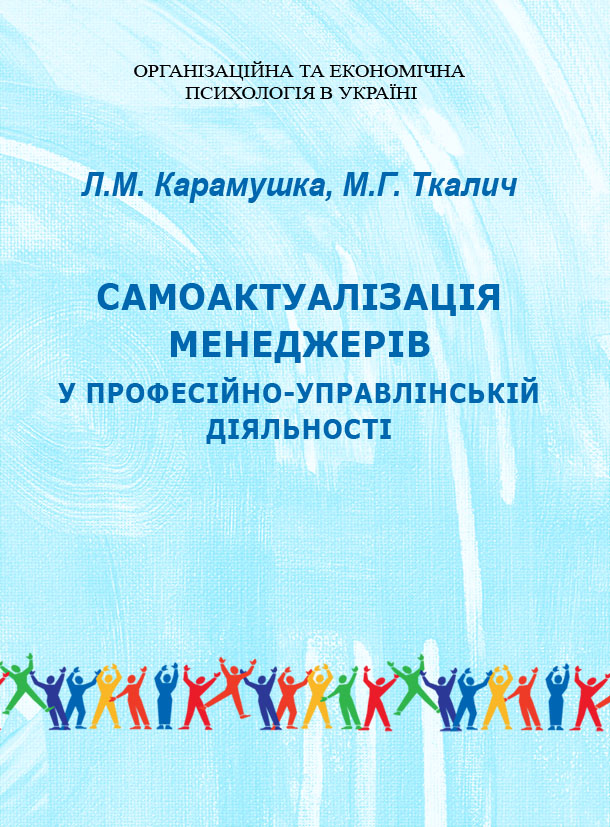 ОРГАНІЗАЦІЙНА ТА ЕКОНОМІЧНА
ПСИХОЛОГІЯ В УКРАЇНІ
Л.М. Карамушка, М.Г. Ткалич
САМОАКТУАЛІЗАЦІЯ
МЕНЕДЖЕРІВ
У ПРОФЕСІЙНО-УПРАВЛІНСЬКІЙ
ДІЯЛЬНОСТІ